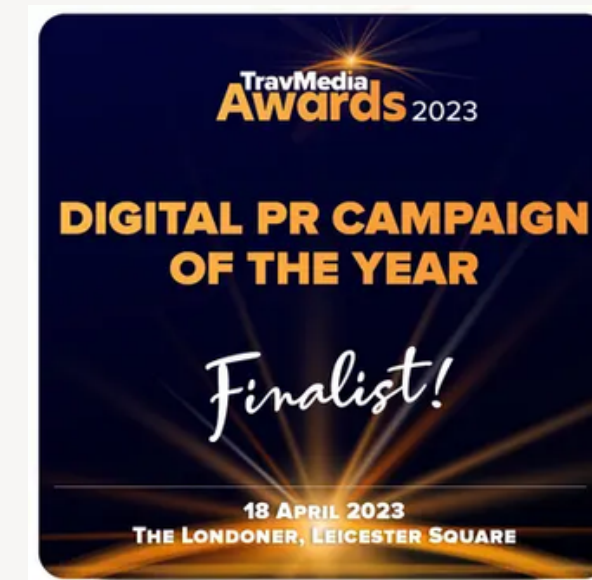 TravMedia
Awards 2023
DIGITAL PR CAMPAIGN
OF THE YEAR
Finalist!
18 APRIL 2023
THE LONDONER, LEICESTER SQUARE